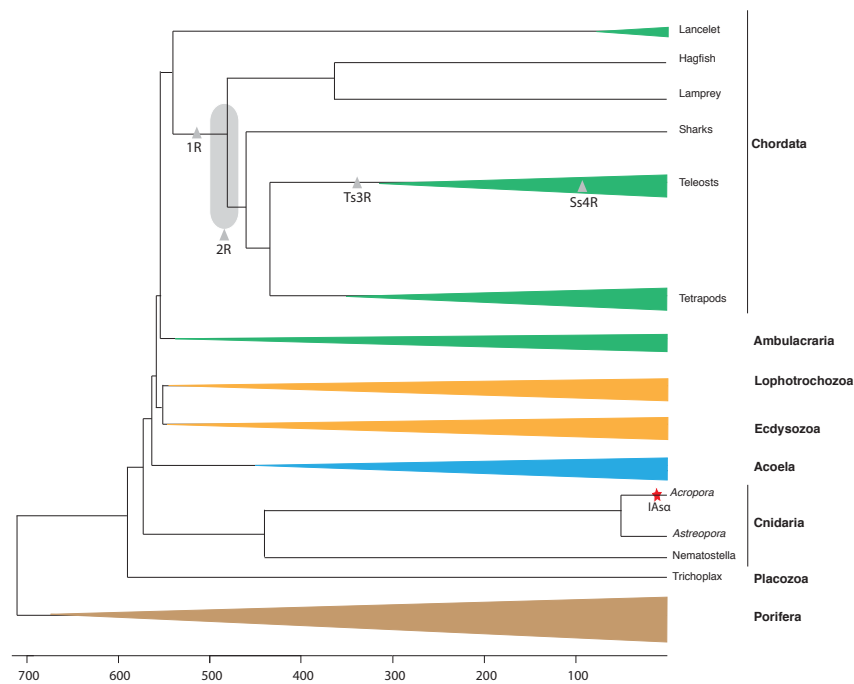 Lancelet
Hagfish
Lamprey
Sharks
Chordata
1R
Teleosts
Ts3R
Ss4R
2R
Tetrapods
Ambulacraria
Lophotrochozoa
Ecdysozoa
Acoela
Acropora
IAsα
Cnidaria
Astreopora
Nematostella
Trichoplax
Placozoa
Porifera
700 600 500 400 300 200 100